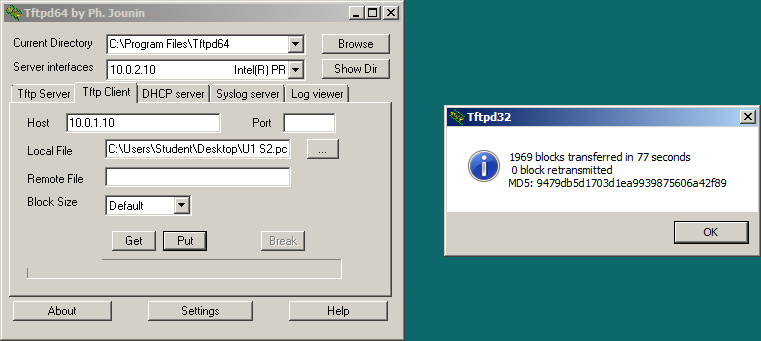 Tftpd64 by Ph. Jounin
Current Directory C:\Program Files\Tftpd64 Browse
Server interfaces 10.0.2.10 Intel(R) PR Show Dir
Tftp Server Tftp Client DHCP server Syslog server Log viewer
Host 10.0.1.10 Port
Local File C:\Users\Student\Desktop\U1 S2.pc ...
Remote File
Block Size Default
Get Put Break
About Settings Help
Tftpd32
1969 blocks transferred in 77 seconds
0 block retransmitted
MD5: 9479db5d1703d1ea9939875606a42f89
OK